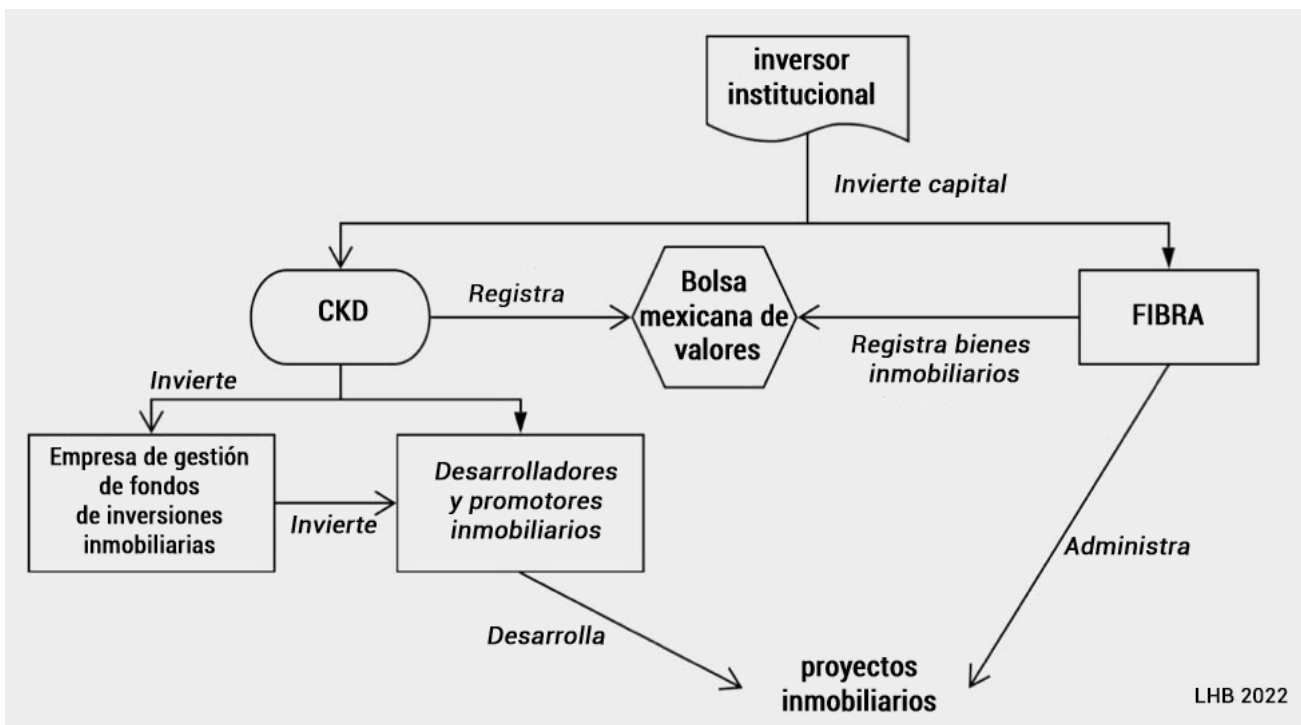 inversor
institucional
Invierte capital
CKD
Registra
Bolsa
mexicana de
valores
Registra bienes
inmobiliarios
FIBRA
Invierte
Empresa de gestión
de fondos
de inversiones
inmobiliarias
Invierte
Desarrolladores
y promotores
inmobiliarios
Administra
Desarrolla
proyectos
inmobiliarios
LHB 2022